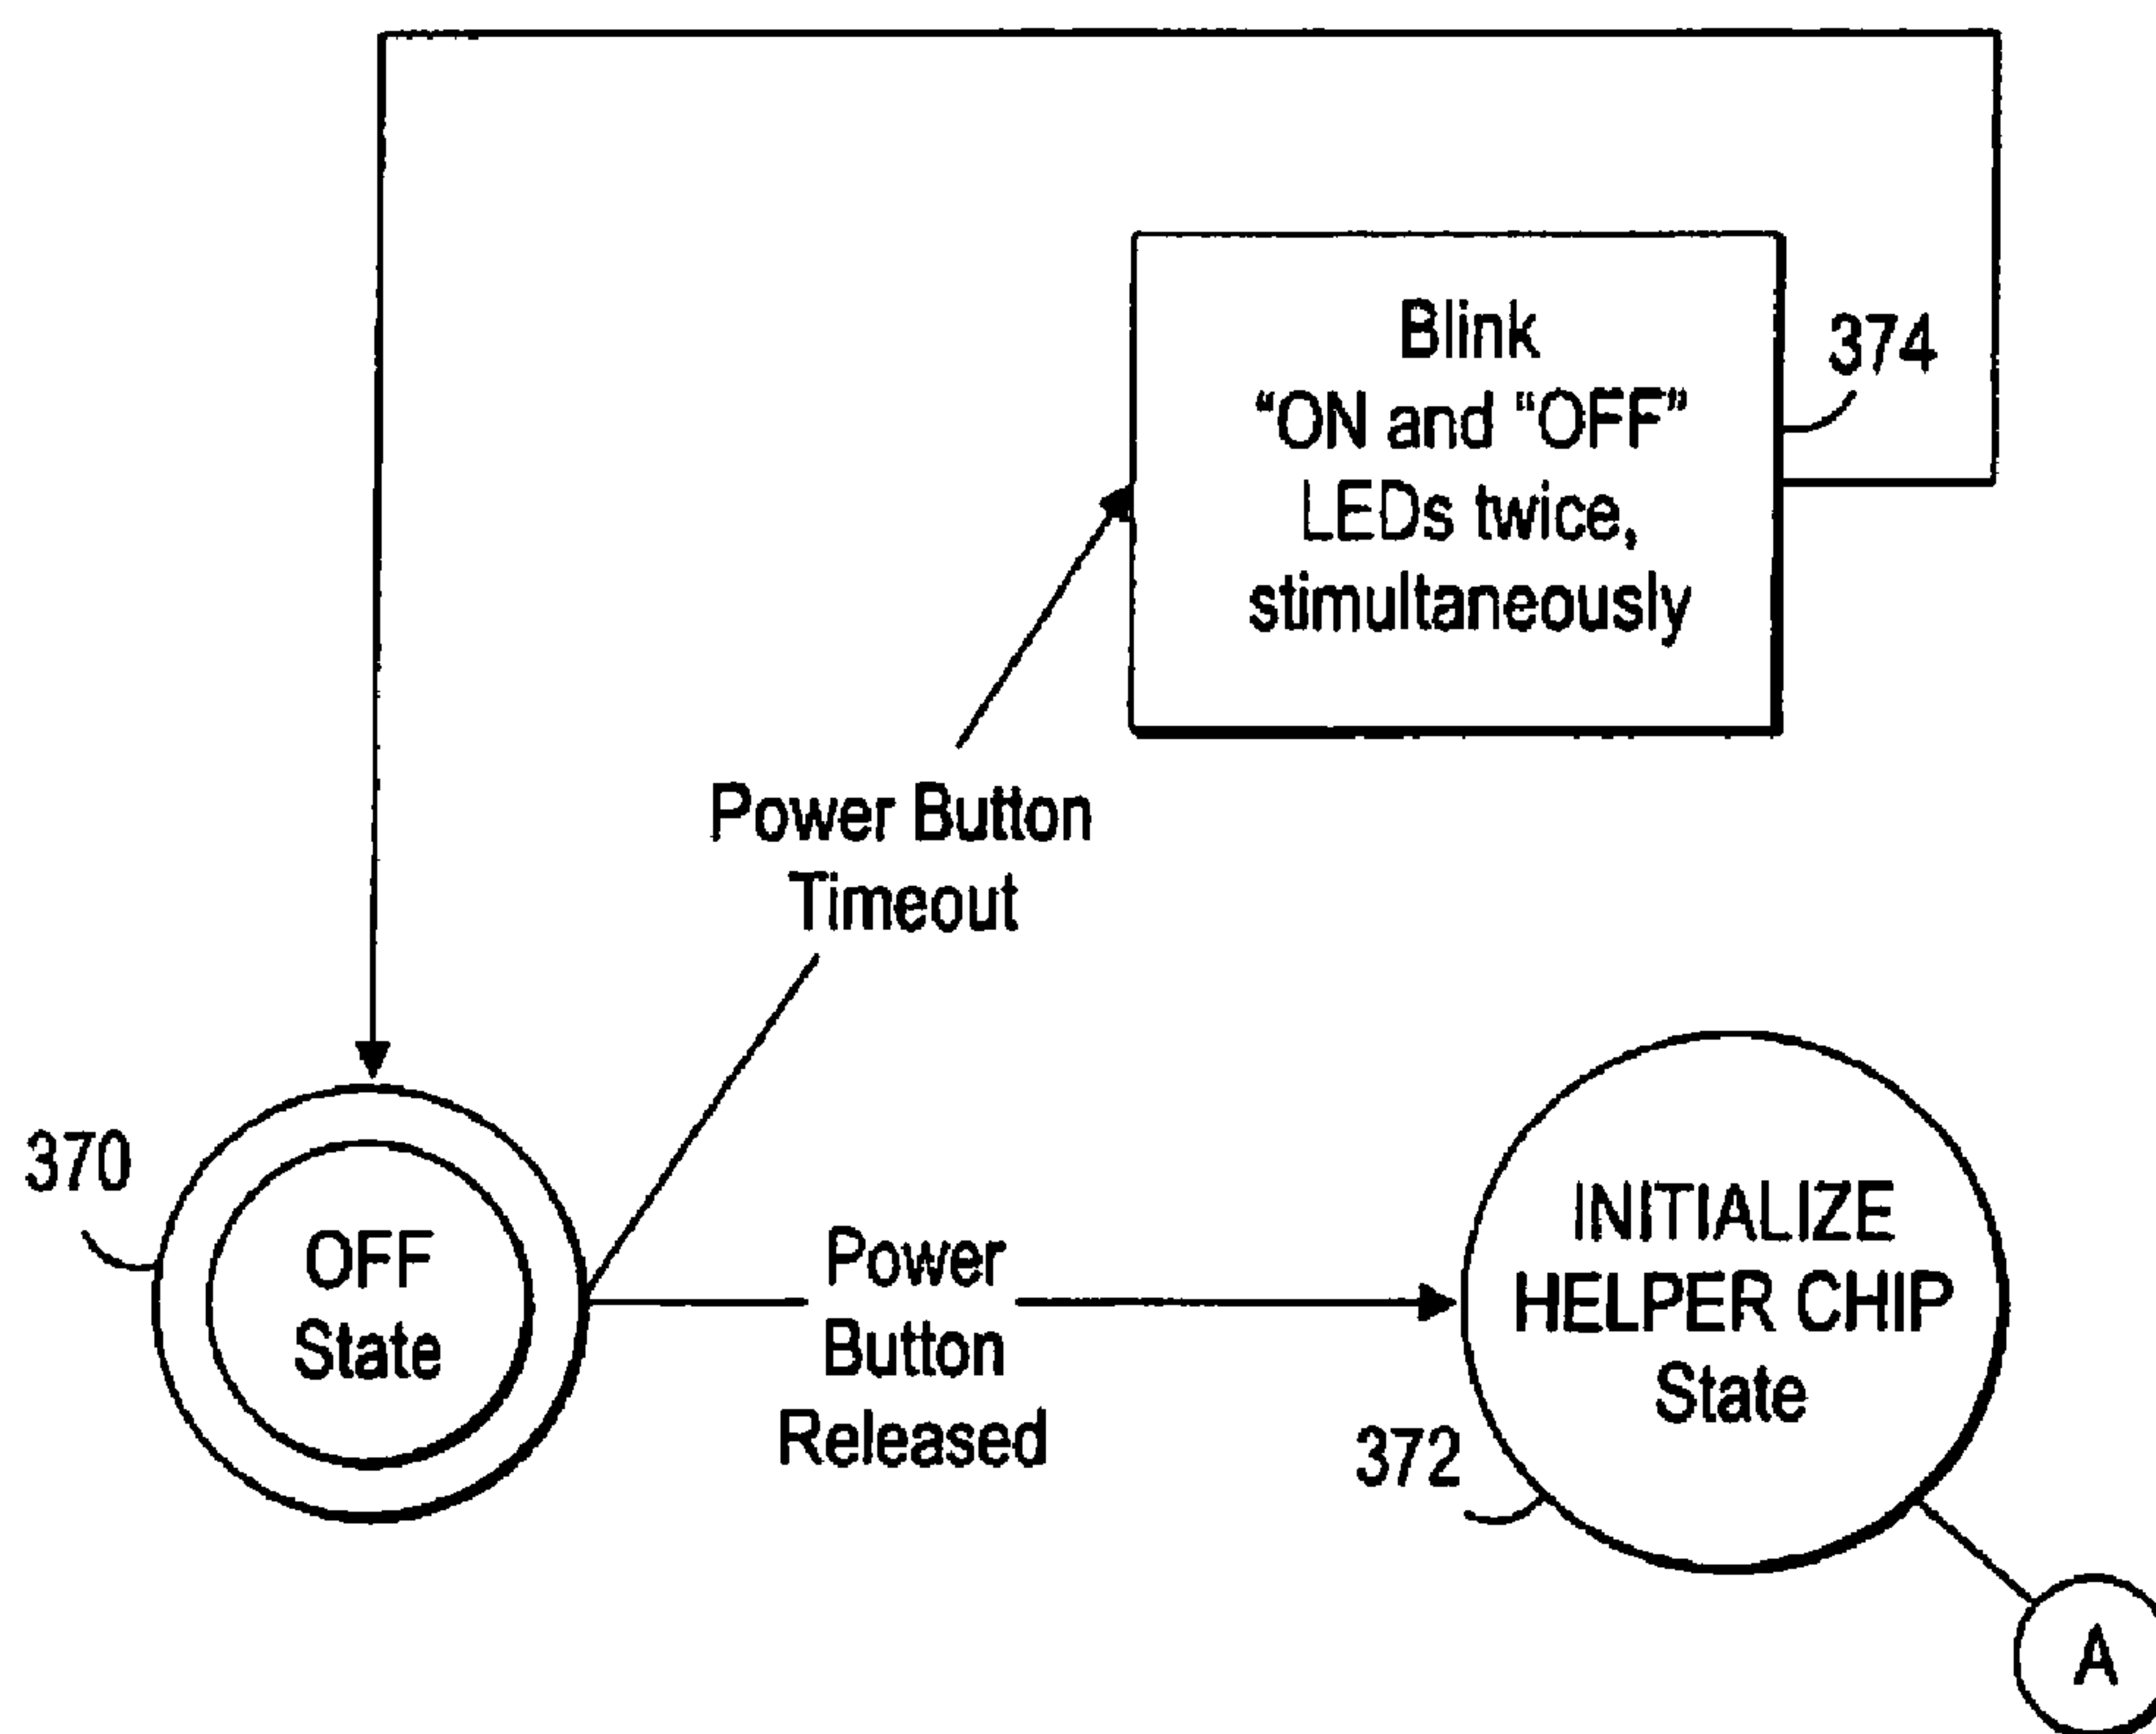 Blink
“ON and “OFF”
LEDs twice,
stimultaneously
374
Power Button
Timeout
370
OFF
State
Power
Button
Released
INITIALIZE
HELPER CHIP
State
372
A